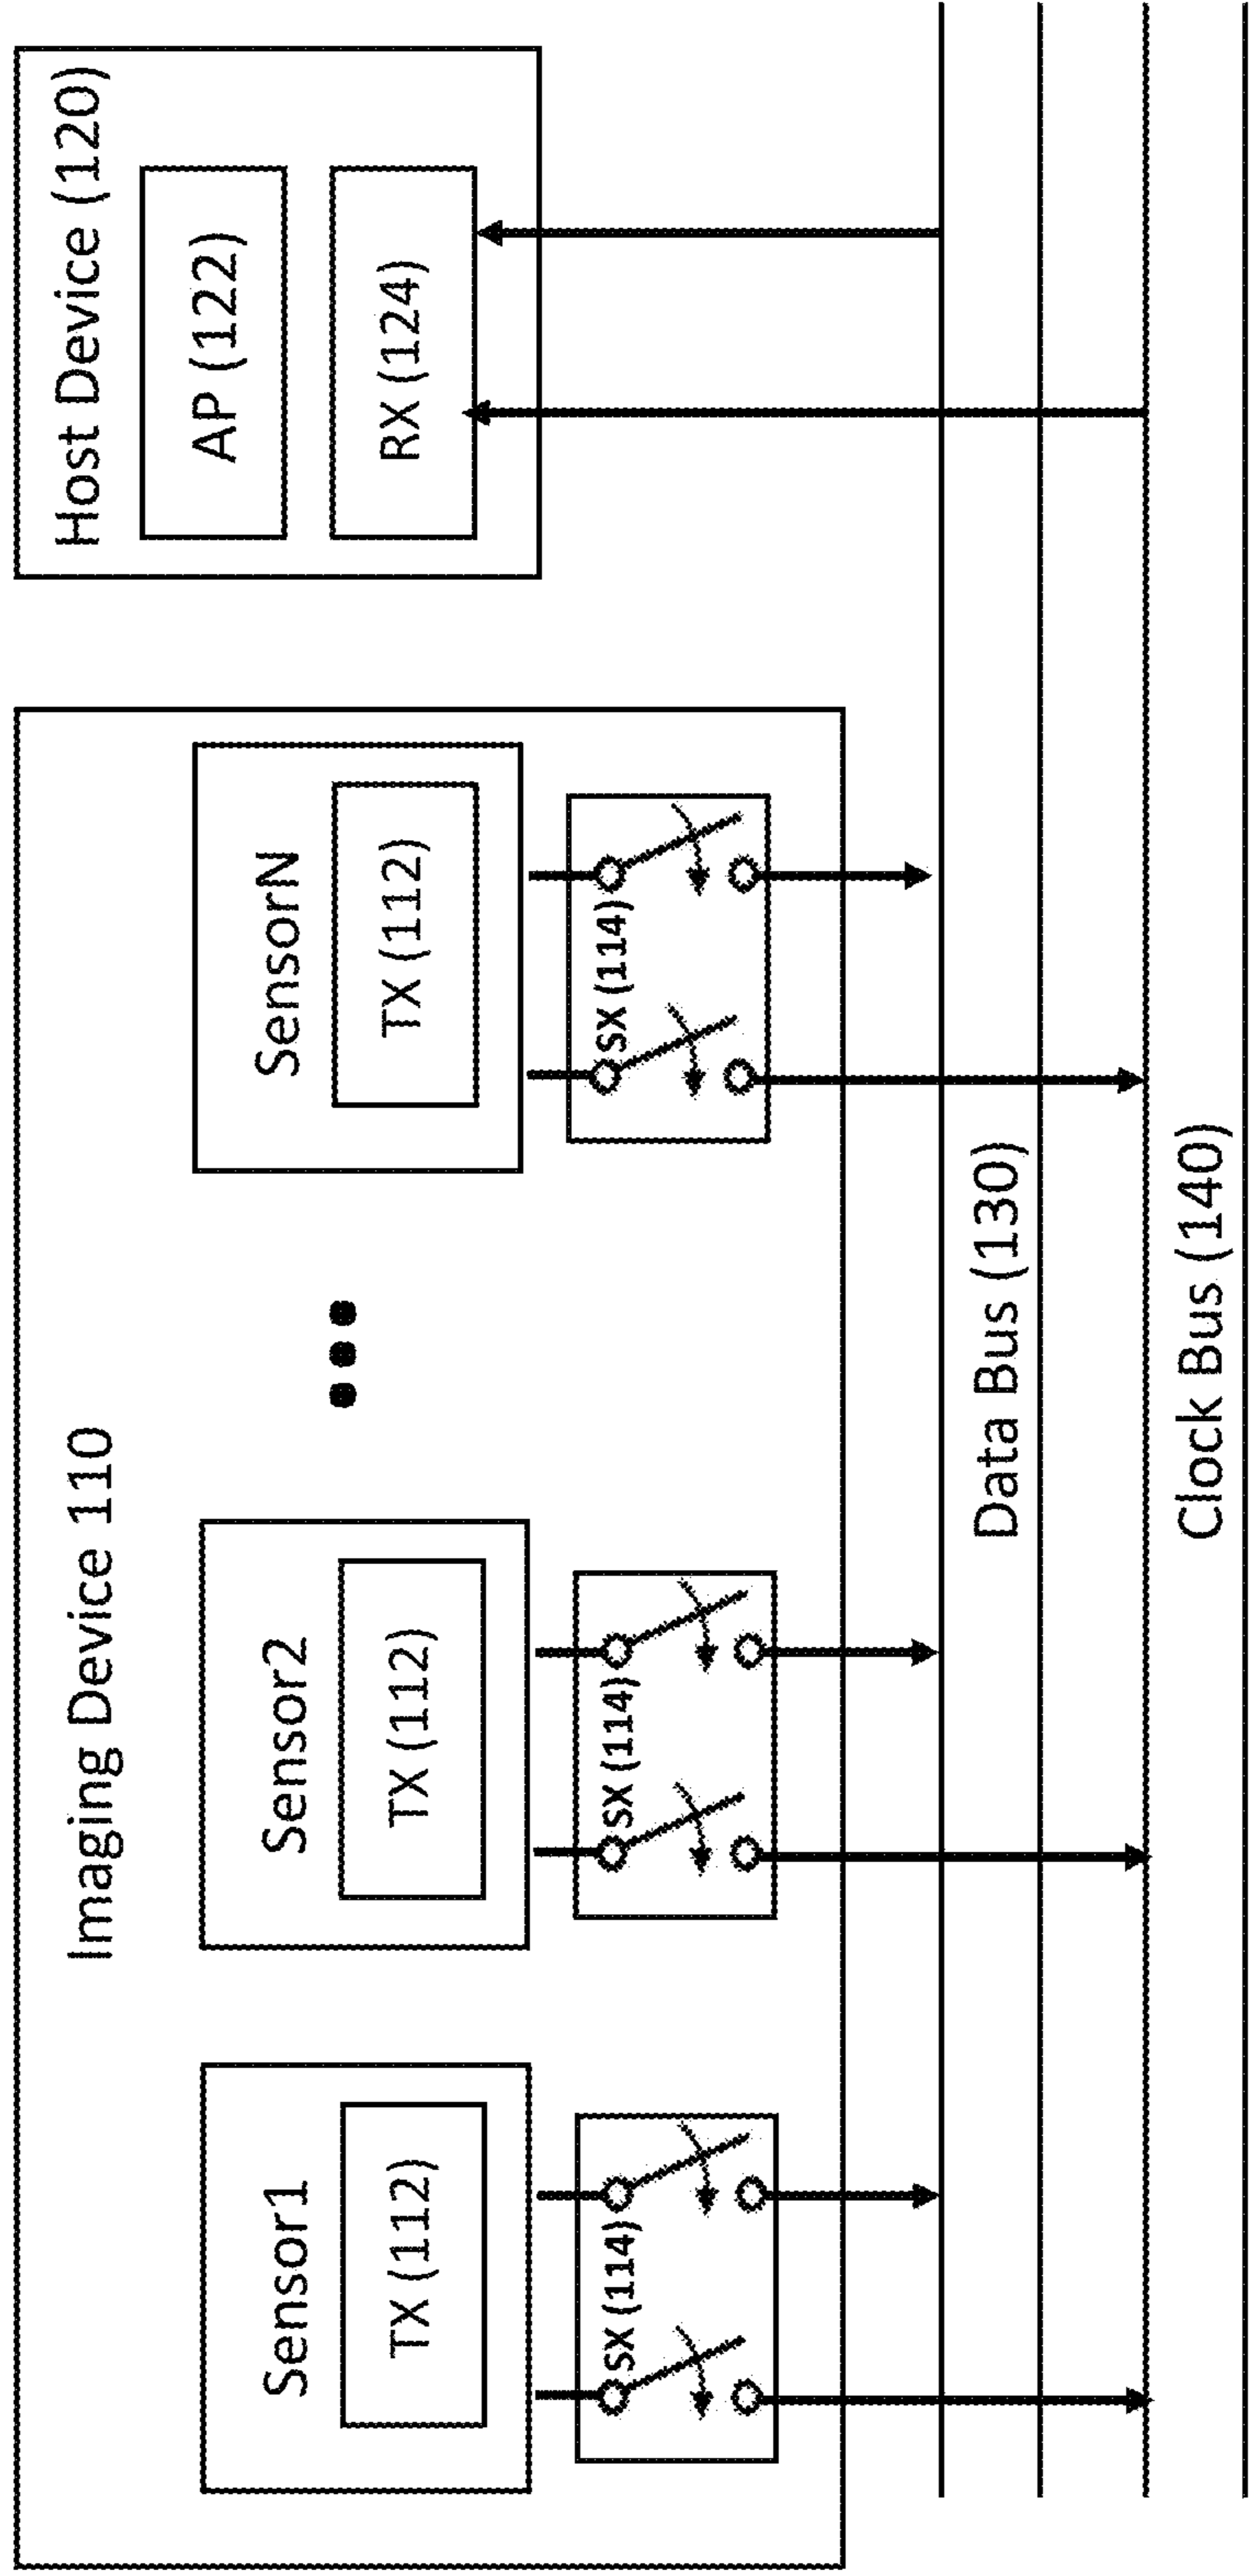 Imaging Device 110
Sensor1
TX (112)
SX (114)
Sensor2
TX (112)
SX (114)
SensorN
TX (112)
SX (114)
Host Device (120)
AP (122)
RX (124)
Data Bus (130)
Clock Bus (140)